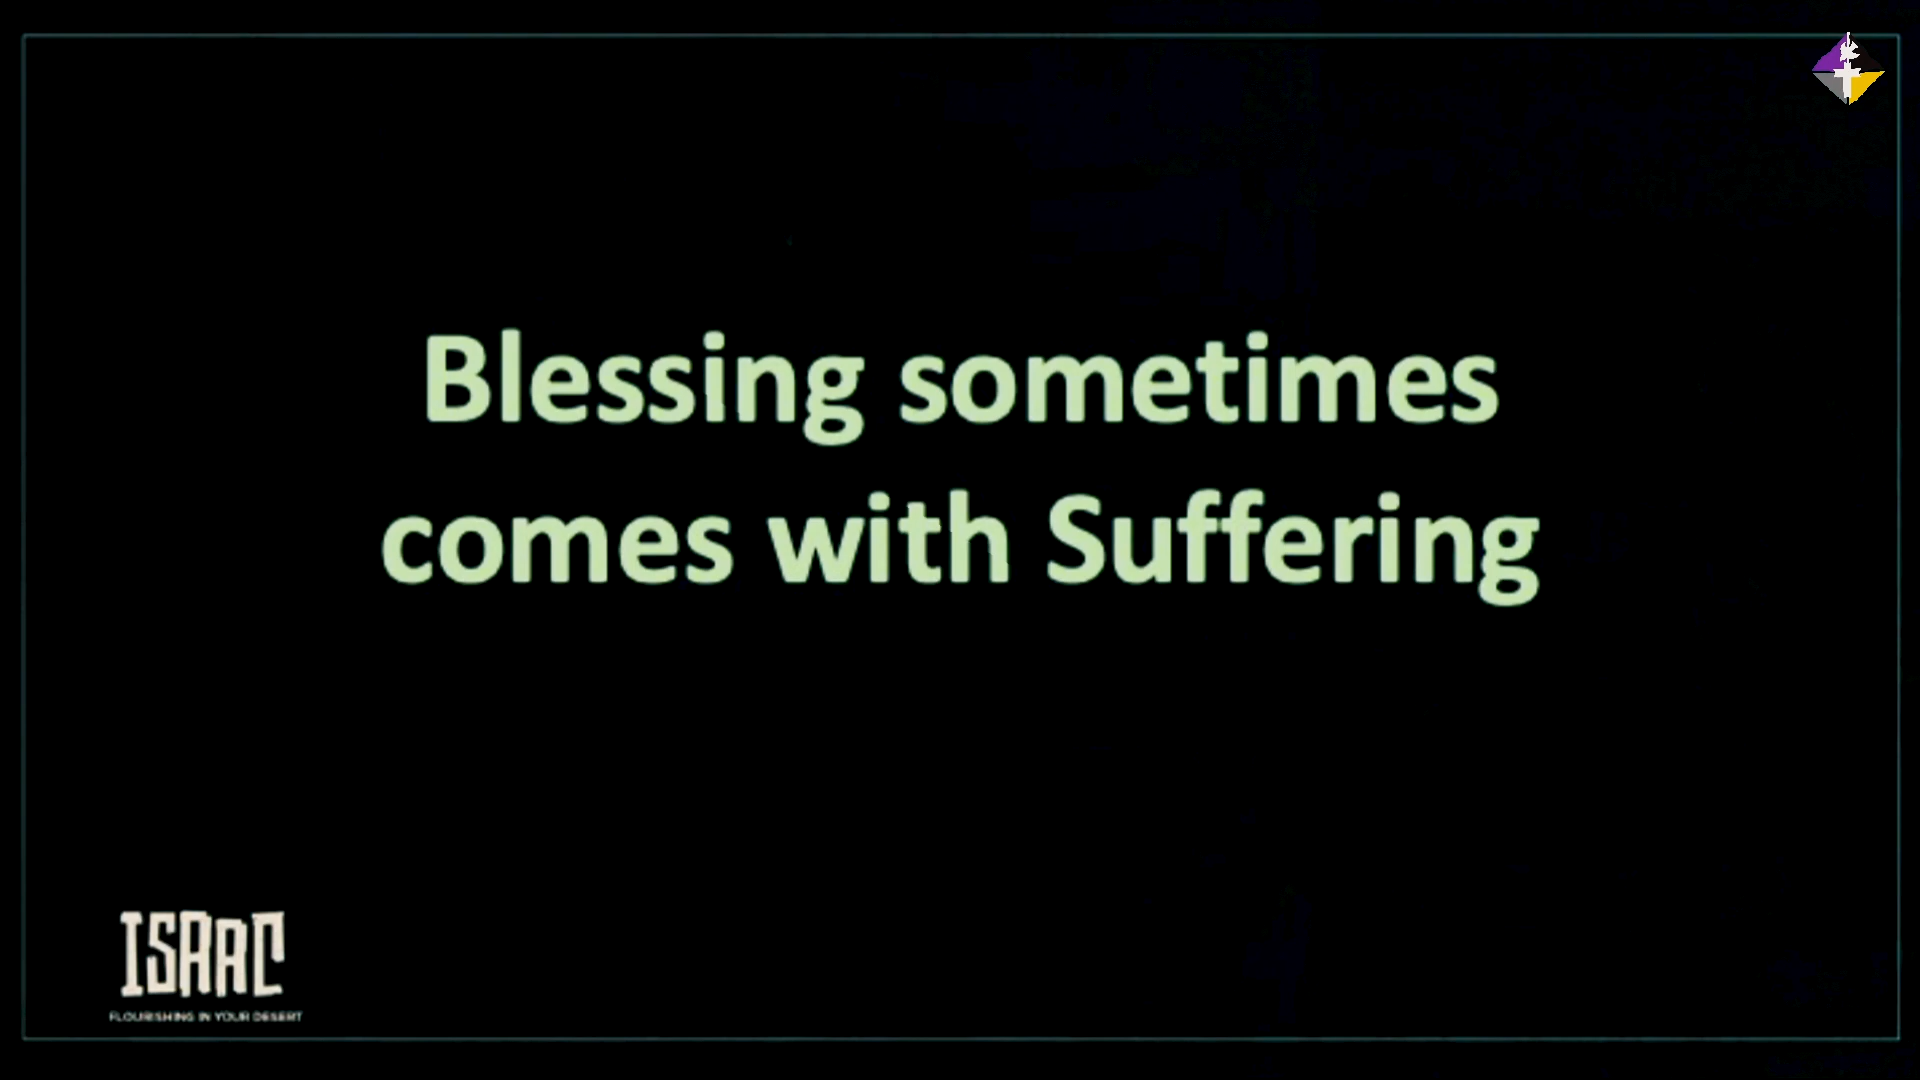 Blessing sometimes
comes with Suffering
ISAAC
FLOURISHING IN YOUR DESERT